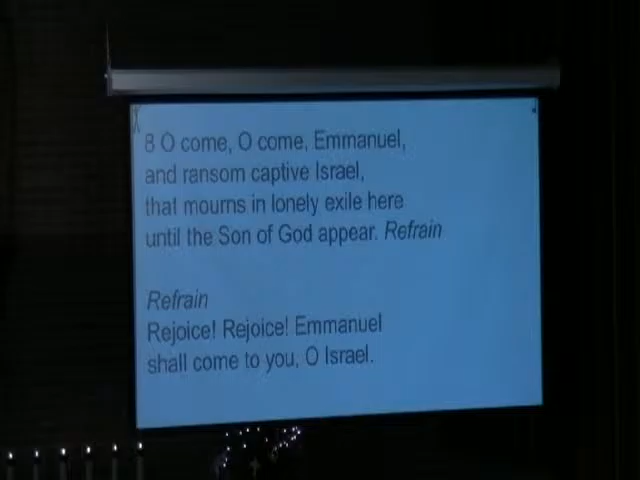 8 O come, O come, Emmanuel,
and ransom captive Israel,
that mourns in lonely exile here
until the Son of God appear. Refrain
Refrain
Rejoice! Rejoice! Emmanuel
shall come to you, O Israel.